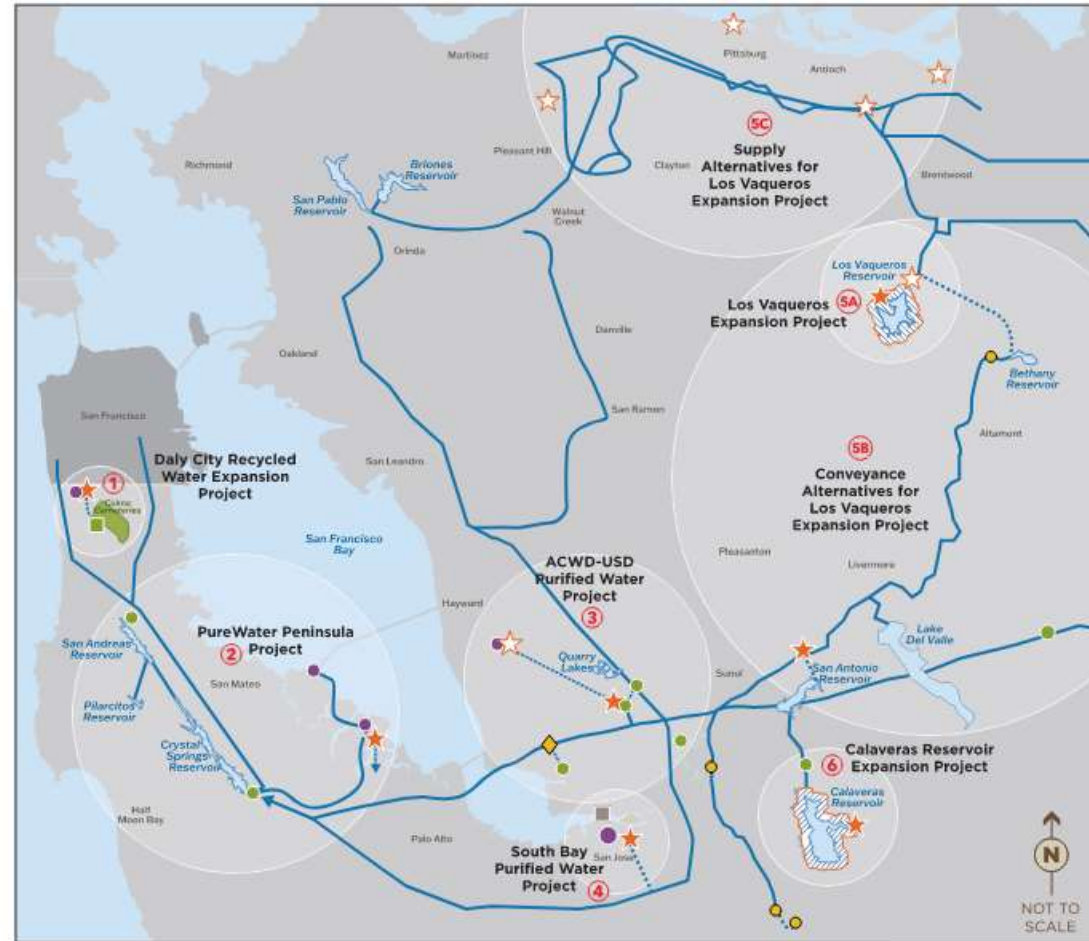 Martinez
Pittsburg
Antioch
5C
Supply
Alternatives for
Los Vaqueros
Expansion Project
Pleasant Hill
Clayton
Brentwood
Richmond
Briones
Reservoir
San Pablo
Reservoir
Walnut
Creek
Orinda
Los Vaqueros
Reservoir
5A
Los Vaqueros
Expansion Project
Danville
Oakland
Bethany
Reservoir
San Francisco
San Ramon
Altamont
5B
Conveyance
Alternatives for
Los Vaqueros
Expansion Project
Daly City Recycled
Water Expansion
Project
1
Colma
Cemeteries
San Leandro
San Francisco
Bay
Pleasanton
Livermore
ACWD-USD
Purified Water
Project
3
Hayward
PureWater Peninsula
Project
2
Lake
Del Valle
San Andreas
Reservoir
Quarry
Lakes
Sunol
San Antonio
Reservoir
San Mateo
Pilarcitos
Reservoir
Crystal
Springs
Reservoir
6
Calaveras Reservoir
Expansion Project
Calaveras
Reservoir
Half
Moon Bay
Palo Alto
South Bay
Purified Water
Project
4
San Jose
N
NOT TO
SCALE